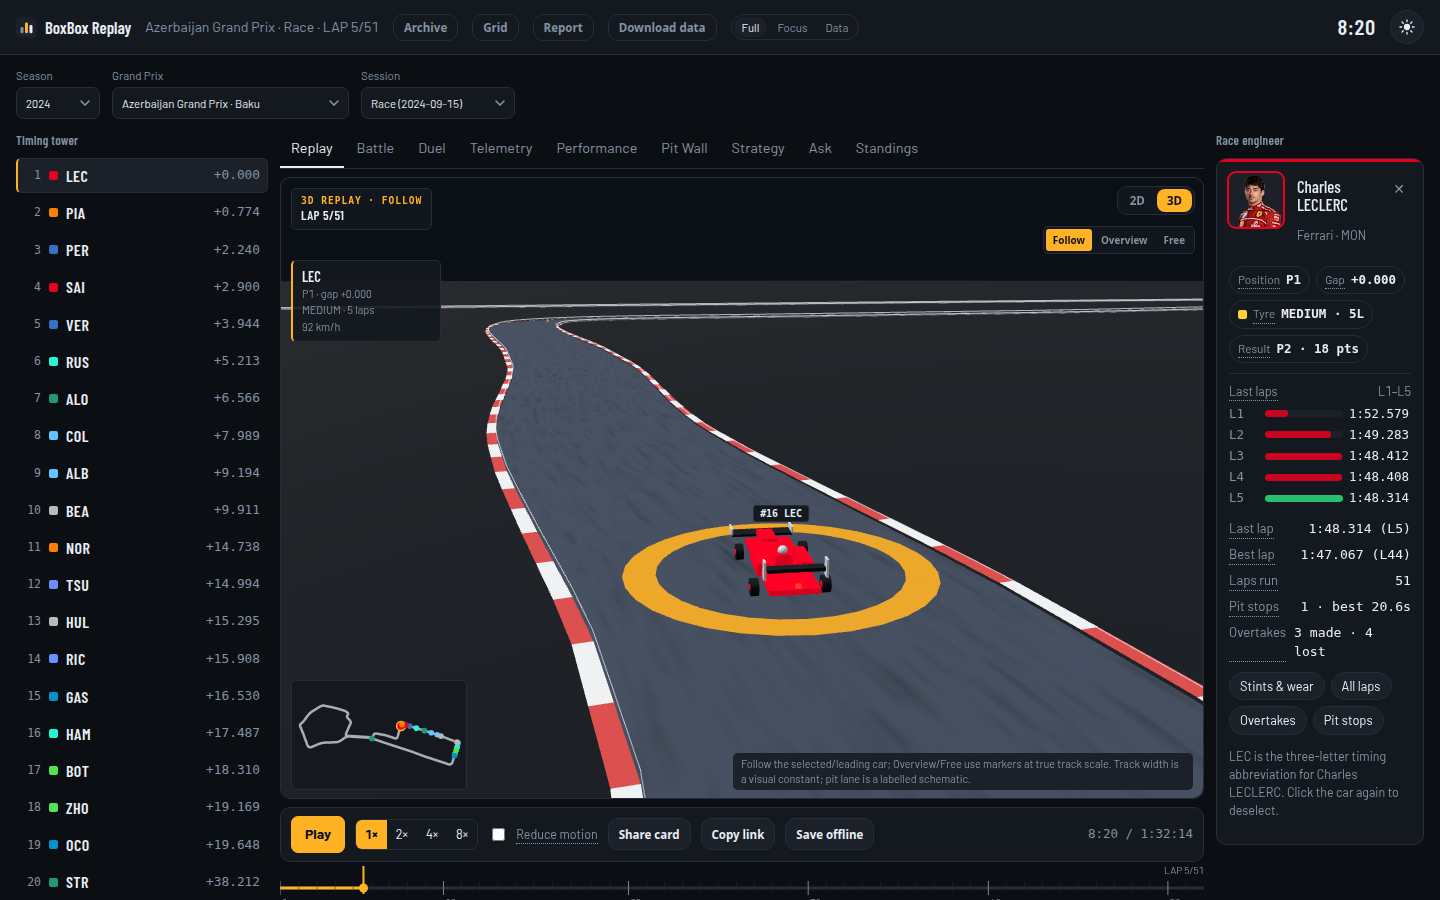 BoxBox Replay
Azerbaijan Grand Prix · Race · LAP 5/51
Archive
Grid
Report
Download data
Full
Focus
Data
8:20
Season
Grand Prix
Session
2024
Azerbaijan Grand Prix · Baku
Race (2024-09-15)
Timing tower
1 LEC +0.000
2 PIA +0.774
3 PER +2.240
4 SAI +2.900
5 VER +3.944
6 RUS +5.213
7 ALO +6.566
8 COL +7.989
9 ALB +9.194
10 BEA +9.911
11 NOR +14.738
12 TSU +14.994
13 HUL +15.295
14 RIC +15.908
15 GAS +16.530
16 HAM +17.487
17 BOT +18.310
18 ZHO +19.169
19 OCO +19.648
20 STR +38.212
Replay
Battle
Duel
Telemetry
Performance
Pit Wall
Strategy
Ask
Standings
3D REPLAY · FOLLOW
LAP 5/51
2D
3D
Follow
Overview
Free
LEC
P1 · gap +0.000
MEDIUM · 5 laps
92 km/h
#16 LEC
Follow the selected/leading car; Overview/Free use markers at true track scale. Track width is
a visual constant; pit lane is a labelled schematic.
Play
1×
2×
4×
8×
Reduce motion
Share card
Copy link
Save offline
8:20 / 1:32:14
LAP 5/51
Race engineer
Charles
LECLERC
×
Ferrari · MON
Position P1
Gap +0.000
Tyre MEDIUM · 5L
Result P2 · 18 pts
Last laps L1–L5
L1 1:52.579
L2 1:49.283
L3 1:48.412
L4 1:48.408
L5 1:48.314
Last lap 1:48.314 (L5)
Best lap 1:47.067 (L44)
Laps run 51
Pit stops 1 · best 20.6s
Overtakes 3 made · 4
lost
Stints & wear
All laps
Overtakes
Pit stops
LEC is the three-letter timing
abbreviation for Charles
LECLERC. Click the car again to
deselect.